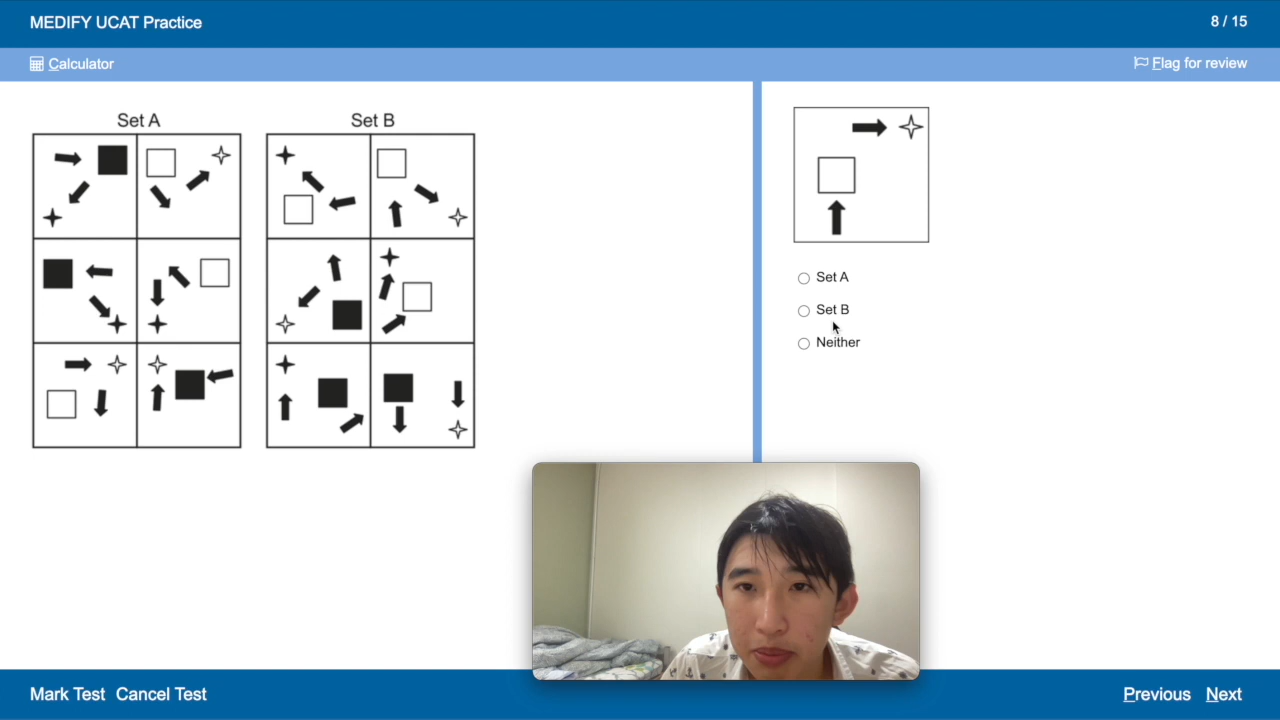 MEDIFY UCAT Practice
8 / 15
Calculator
Flag for review
Set A
Set B
Set A
Set B
Neither
Mark Test
Cancel Test
Previous
Next